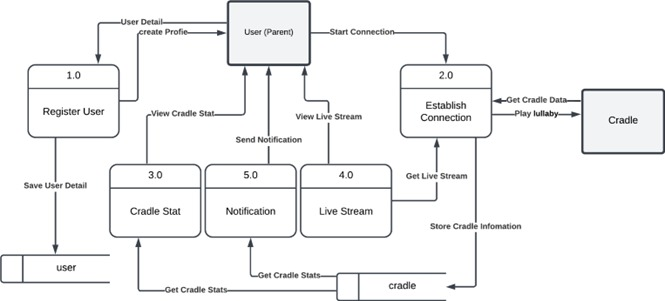 User Detail
User (Parent)
Start Connection
create Profie
1.0
Register User
2.0
Establish
Connection
Get Cradle Data
Play lullaby
Cradle
View Cradle Stat
View Live Stream
Send Notification
3.0
Cradle Stat
5.0
Notification
4.0
Live Stream
Get Live Stream
Save User Detail
Store Cradle Infomation
user
Get Cradle Stats
cradle
Get Cradle Stats